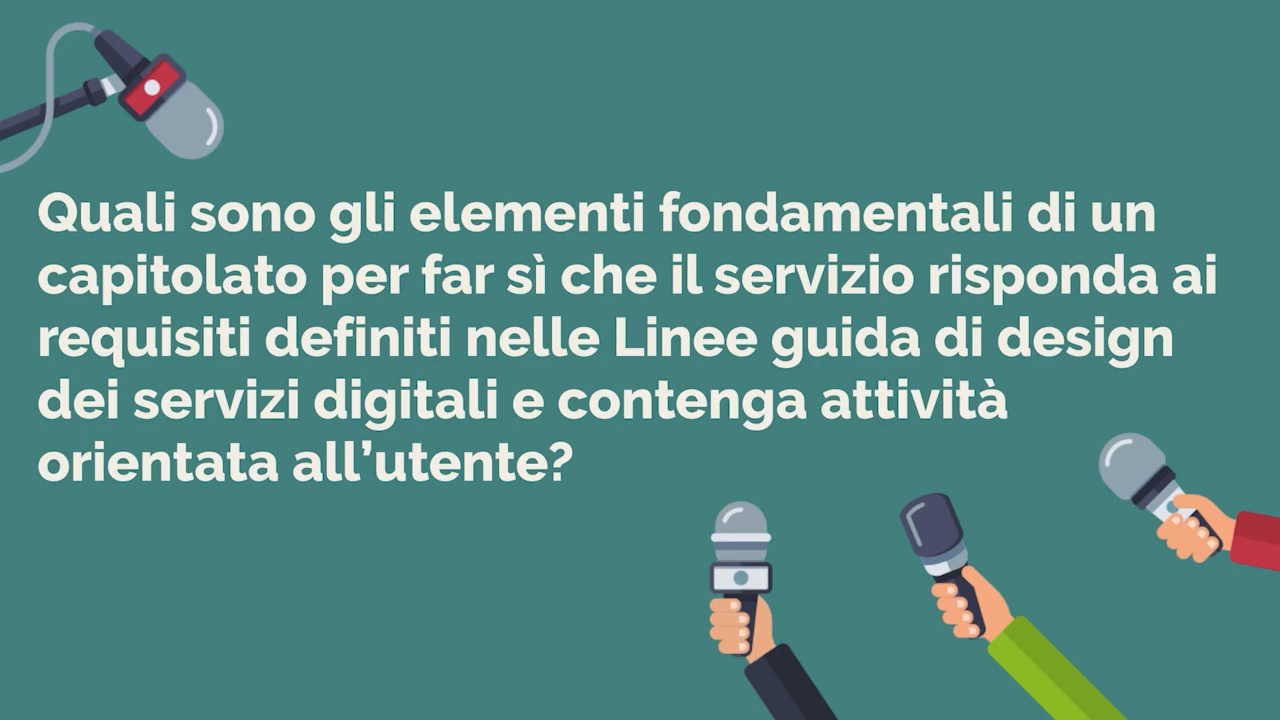 Quali sono gli elementi fondamentali di un
capitolato per far sì che il servizio risponda ai
requisiti definiti nelle Linee guida di design
dei servizi digitali e contenga attività
orientata all’utente?